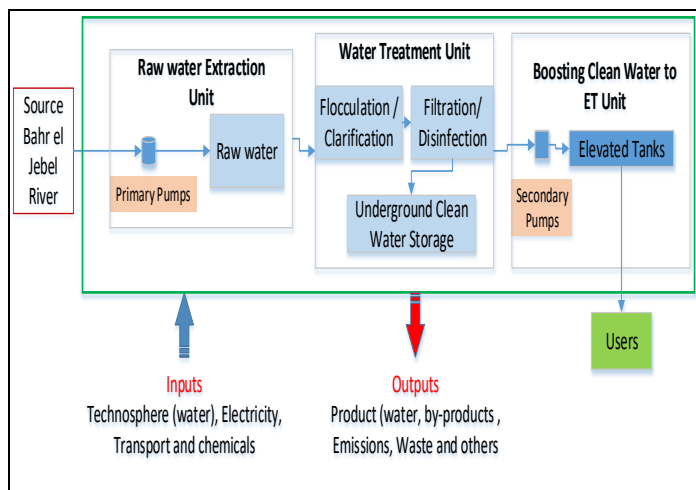 Source
Bahr el
Jebel
River
Raw water Extraction
Unit
Raw water
Primary Pumps
Water Treatment Unit
Flocculation /
Clarification
Filtration/
Disinfection
Underground Clean
Water Storage
Boosting Clean Water to
ET Unit
Elevated Tanks
Secondary
Pumps
Users
Inputs
Technosphere (water), Electricity,
Transport and chemicals
Outputs
Product (water, by-products ,
Emissions, Waste and others